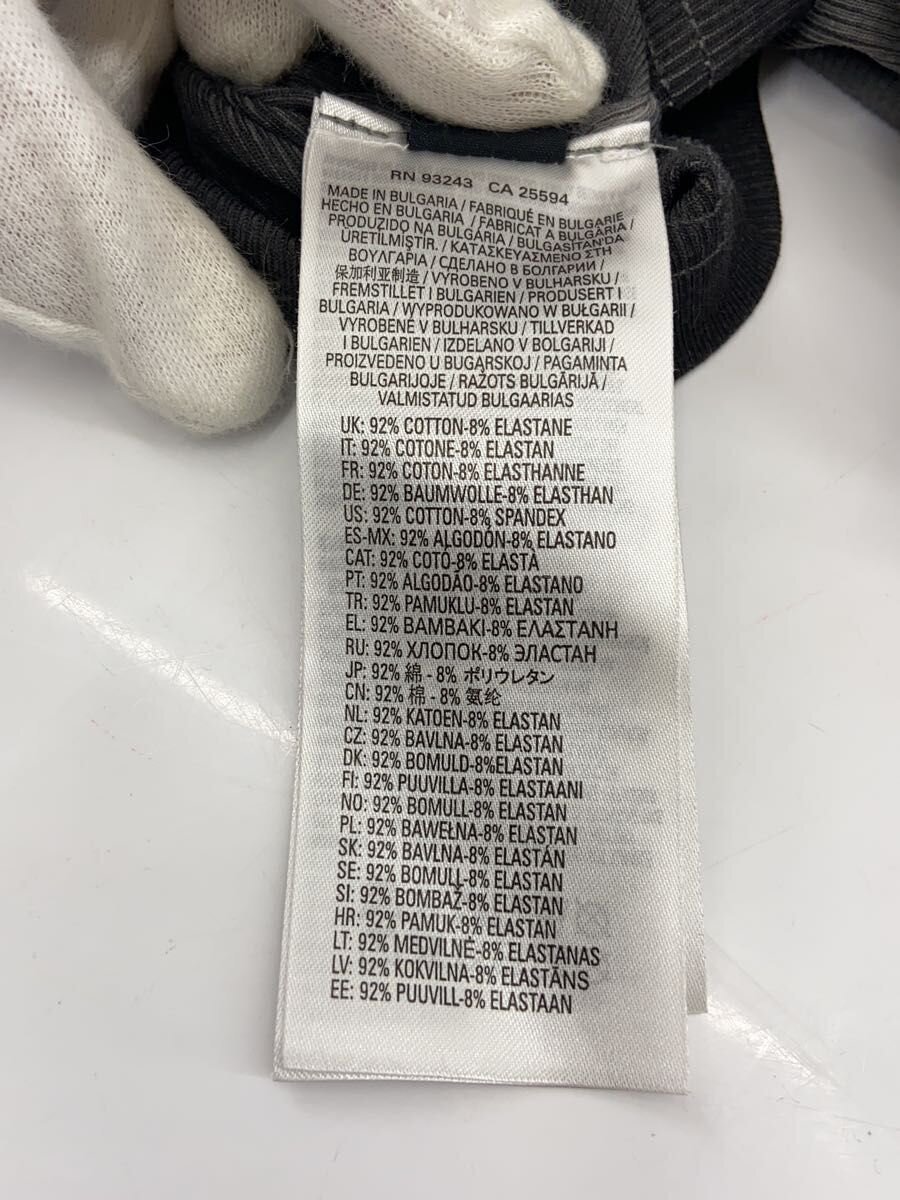 RN 93243 CA 25594
MADE IN BULGARIA / FABRIQUÉ EN BULGARIE
HECHO EN BULGARIA / FABRICAT A BULGÀRIA /
PRODUZIDO NA BULGÁRIA / BULGASITAN'DA
ÜRETILMİSTİR. / ΚΑΤΑΣΚΕΥΑΣΜΕΝΟ ΣΤΗ
ΒΟΥΛΓΑΡΙΑ / СДЕЛАНО В БОЛГАРИИ /
保加利亚制造 / VYROBENO V BULHARSKU /
FREMSTILLET I BULGARIEN / PRODUSERT I
BULGARIA / WYPRODUKOWANO W BUŁGARII /
VYROBENÉ V BULHARSKU / TILLVERKAD
I BULGARIEN / IZDELANO V BOLGARIJI /
PROIZVEDENO U BUGARSKOJ / PAGAMINTA
BULGARIJOJE / RAŽOTS BULGĀRIJĀ /
VALMISTATUD BULGAARIAS
UK: 92% COTTON-8% ELASTANE
IT: 92% COTONE-8% ELASTAN
FR: 92% COTON-8% ELASTHANNE
DE: 92% BAUMWOLLE-8% ELASTHAN
US: 92% COTTON-8% SPANDEX
ES-MX: 92% ALGODÓN-8% ELASTANO
CAT: 92% COTÓ-8% ELASTÀ
PT: 92% ALGODÃO-8% ELASTANO
TR: 92% PAMUKLU-8% ELASTAN
EL: 92% ΒΑΜΒΑΚΙ-8% ΕΛΑΣΤΑΝΗ
RU: 92% ХЛОПОК-8% ЭЛАСТАН
JP: 92% 綿 - 8% ポリウレタン
CN: 92% 棉 - 8% 氨纶
NL: 92% KATOEN-8% ELASTAN
CZ: 92% BAVLNA-8% ELASTAN
DK: 92% BOMULD-8%ELASTAN
FI: 92% PUUVILLA-8% ELASTAANI
NO: 92% BOMULL-8% ELASTAN
PL: 92% BAWEŁNA-8% ELASTAN
SK: 92% BAVLNA-8% ELASTÁN
SE: 92% BOMULL-8% ELASTAN
SI: 92% BOMBAŽ-8% ELASTAN
HR: 92% PAMUK-8% ELASTAN
LT: 92% MEDVILNĖ-8% ELASTANAS
LV: 92% KOKVILNA-8% ELASTĀNS
EE: 92% PUUVILL-8% ELASTAAN